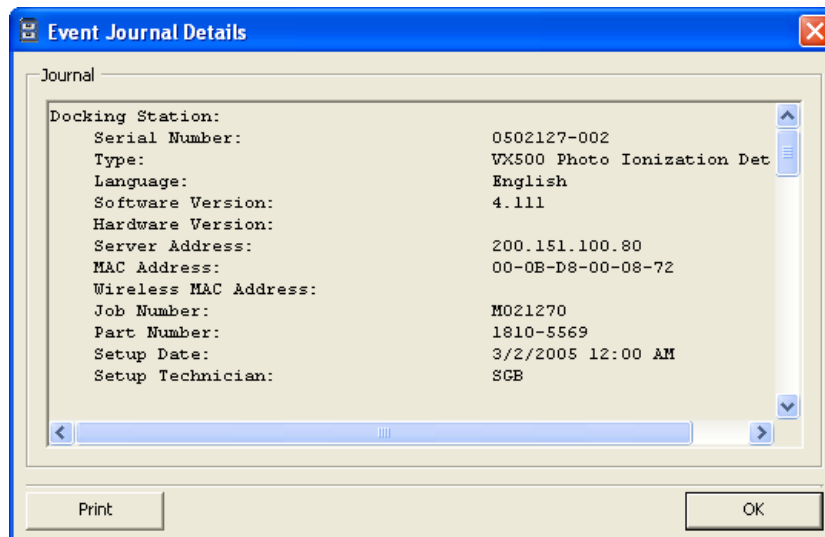 Event Journal Details
Journal
Docking Station:
Serial Number: 0502127-002
Type: VX500 Photo Ionization Det
Language: English
Software Version: 4.111
Hardware Version:
Server Address: 200.151.100.80
MAC Address: 00-0B-D8-00-08-72
Wireless MAC Address:
Job Number: M021270
Part Number: 1810-5569
Setup Date: 3/2/2005 12:00 AM
Setup Technician: SGB
Print OK